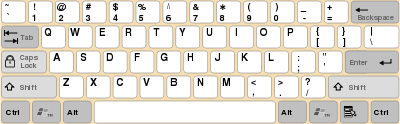 ~ ! @ # $ % ^ & * ( ) _ + Backspace
` 1 2 3 4 5 6 7 8 9 0 - =
Tab Q W E R T Y U I O P { } |
[ ] \
Caps Lock A S D F G H J K L : " Enter
; '
Shift Z X C V B N M < > ? Shift
, . /
Ctrl Alt Alt Ctrl